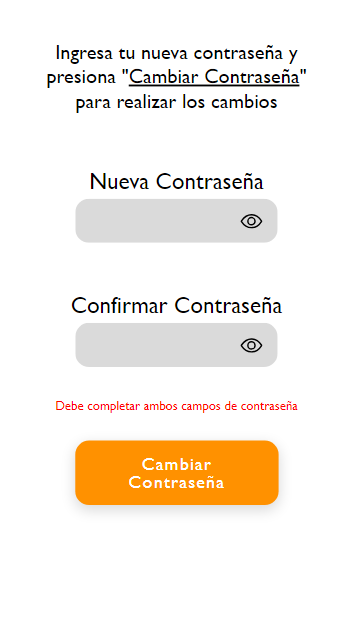 Ingresa tu nueva contraseña y
presiona "Cambiar Contraseña"
para realizar los cambios
Nueva Contraseña
Confirmar Contraseña
Debe completar ambos campos de contraseña
Cambiar
Contraseña